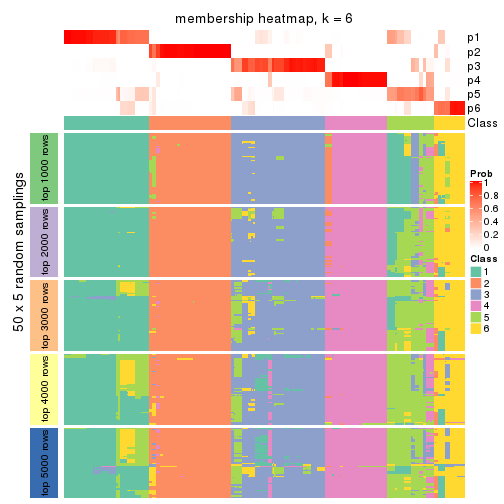 membership heatmap, k = 6
p1
p2
p3
p4
p5
p6
Class
50 x 5 random samplings
top 1000 rows
top 2000 rows
top 3000 rows
top 4000 rows
top 5000 rows
Prob
1
0.8
0.6
0.4
0.2
0
Class
1
2
3
4
5
6